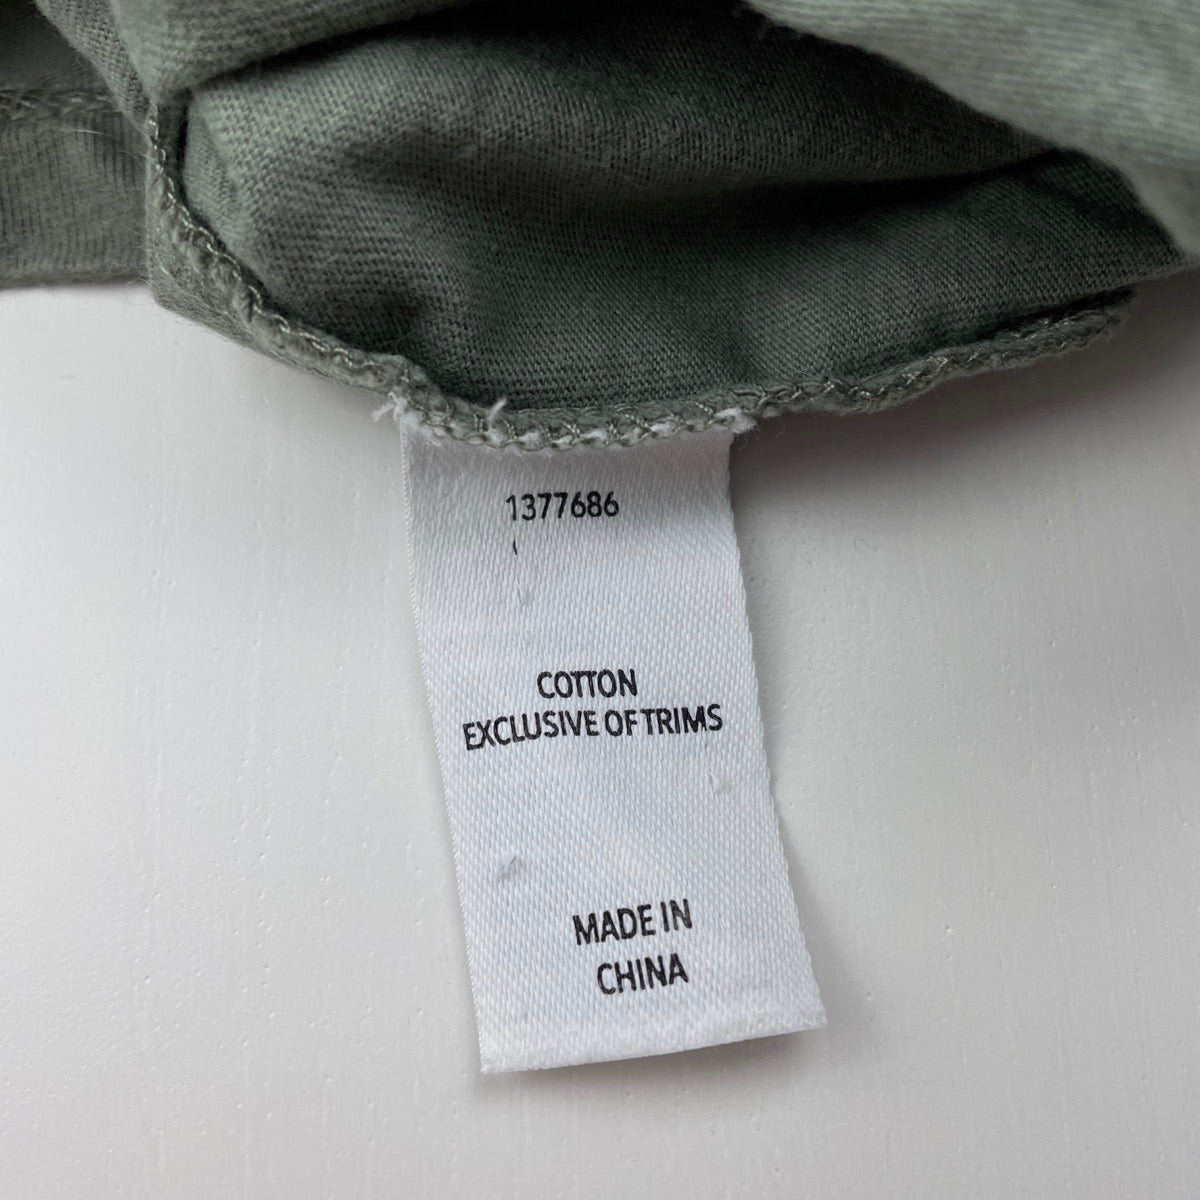 1377686
COTTON
EXCLUSIVE OF TRIMS
MADE IN
CHINA